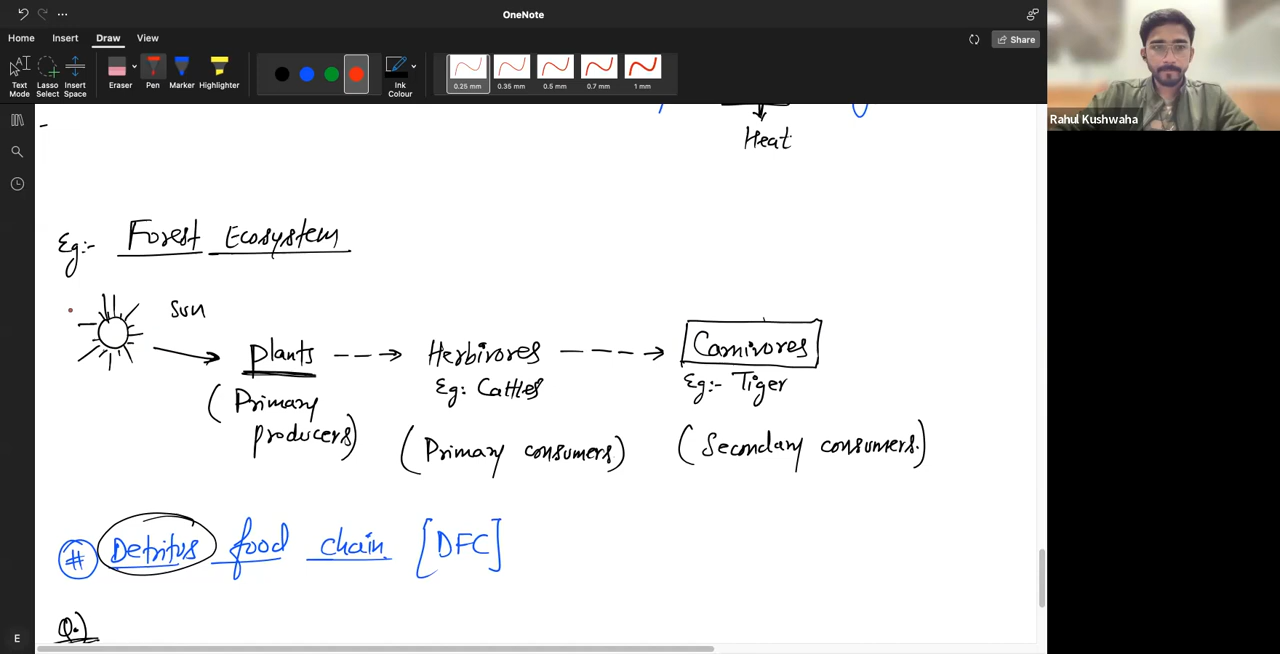 OneNote
Home Insert Draw View
Share
Text Mode
Lasso Select
Insert Space
Eraser
Pen
Marker
Highlighter
0.25 mm
0.35 mm
0.5 mm
0.7 mm
1 mm
Ink Colour
Rahul Kushwaha
Heat
Eg:- Forest Ecosystem
Sun
Plants --> Herbivores ---> Carnivores
Eg: Cattles
Eg:- Tiger
(Primary producers)
(Primary consumers)
(Secondary consumers.)
# Detritus food chain [DFC]
Q.)
E